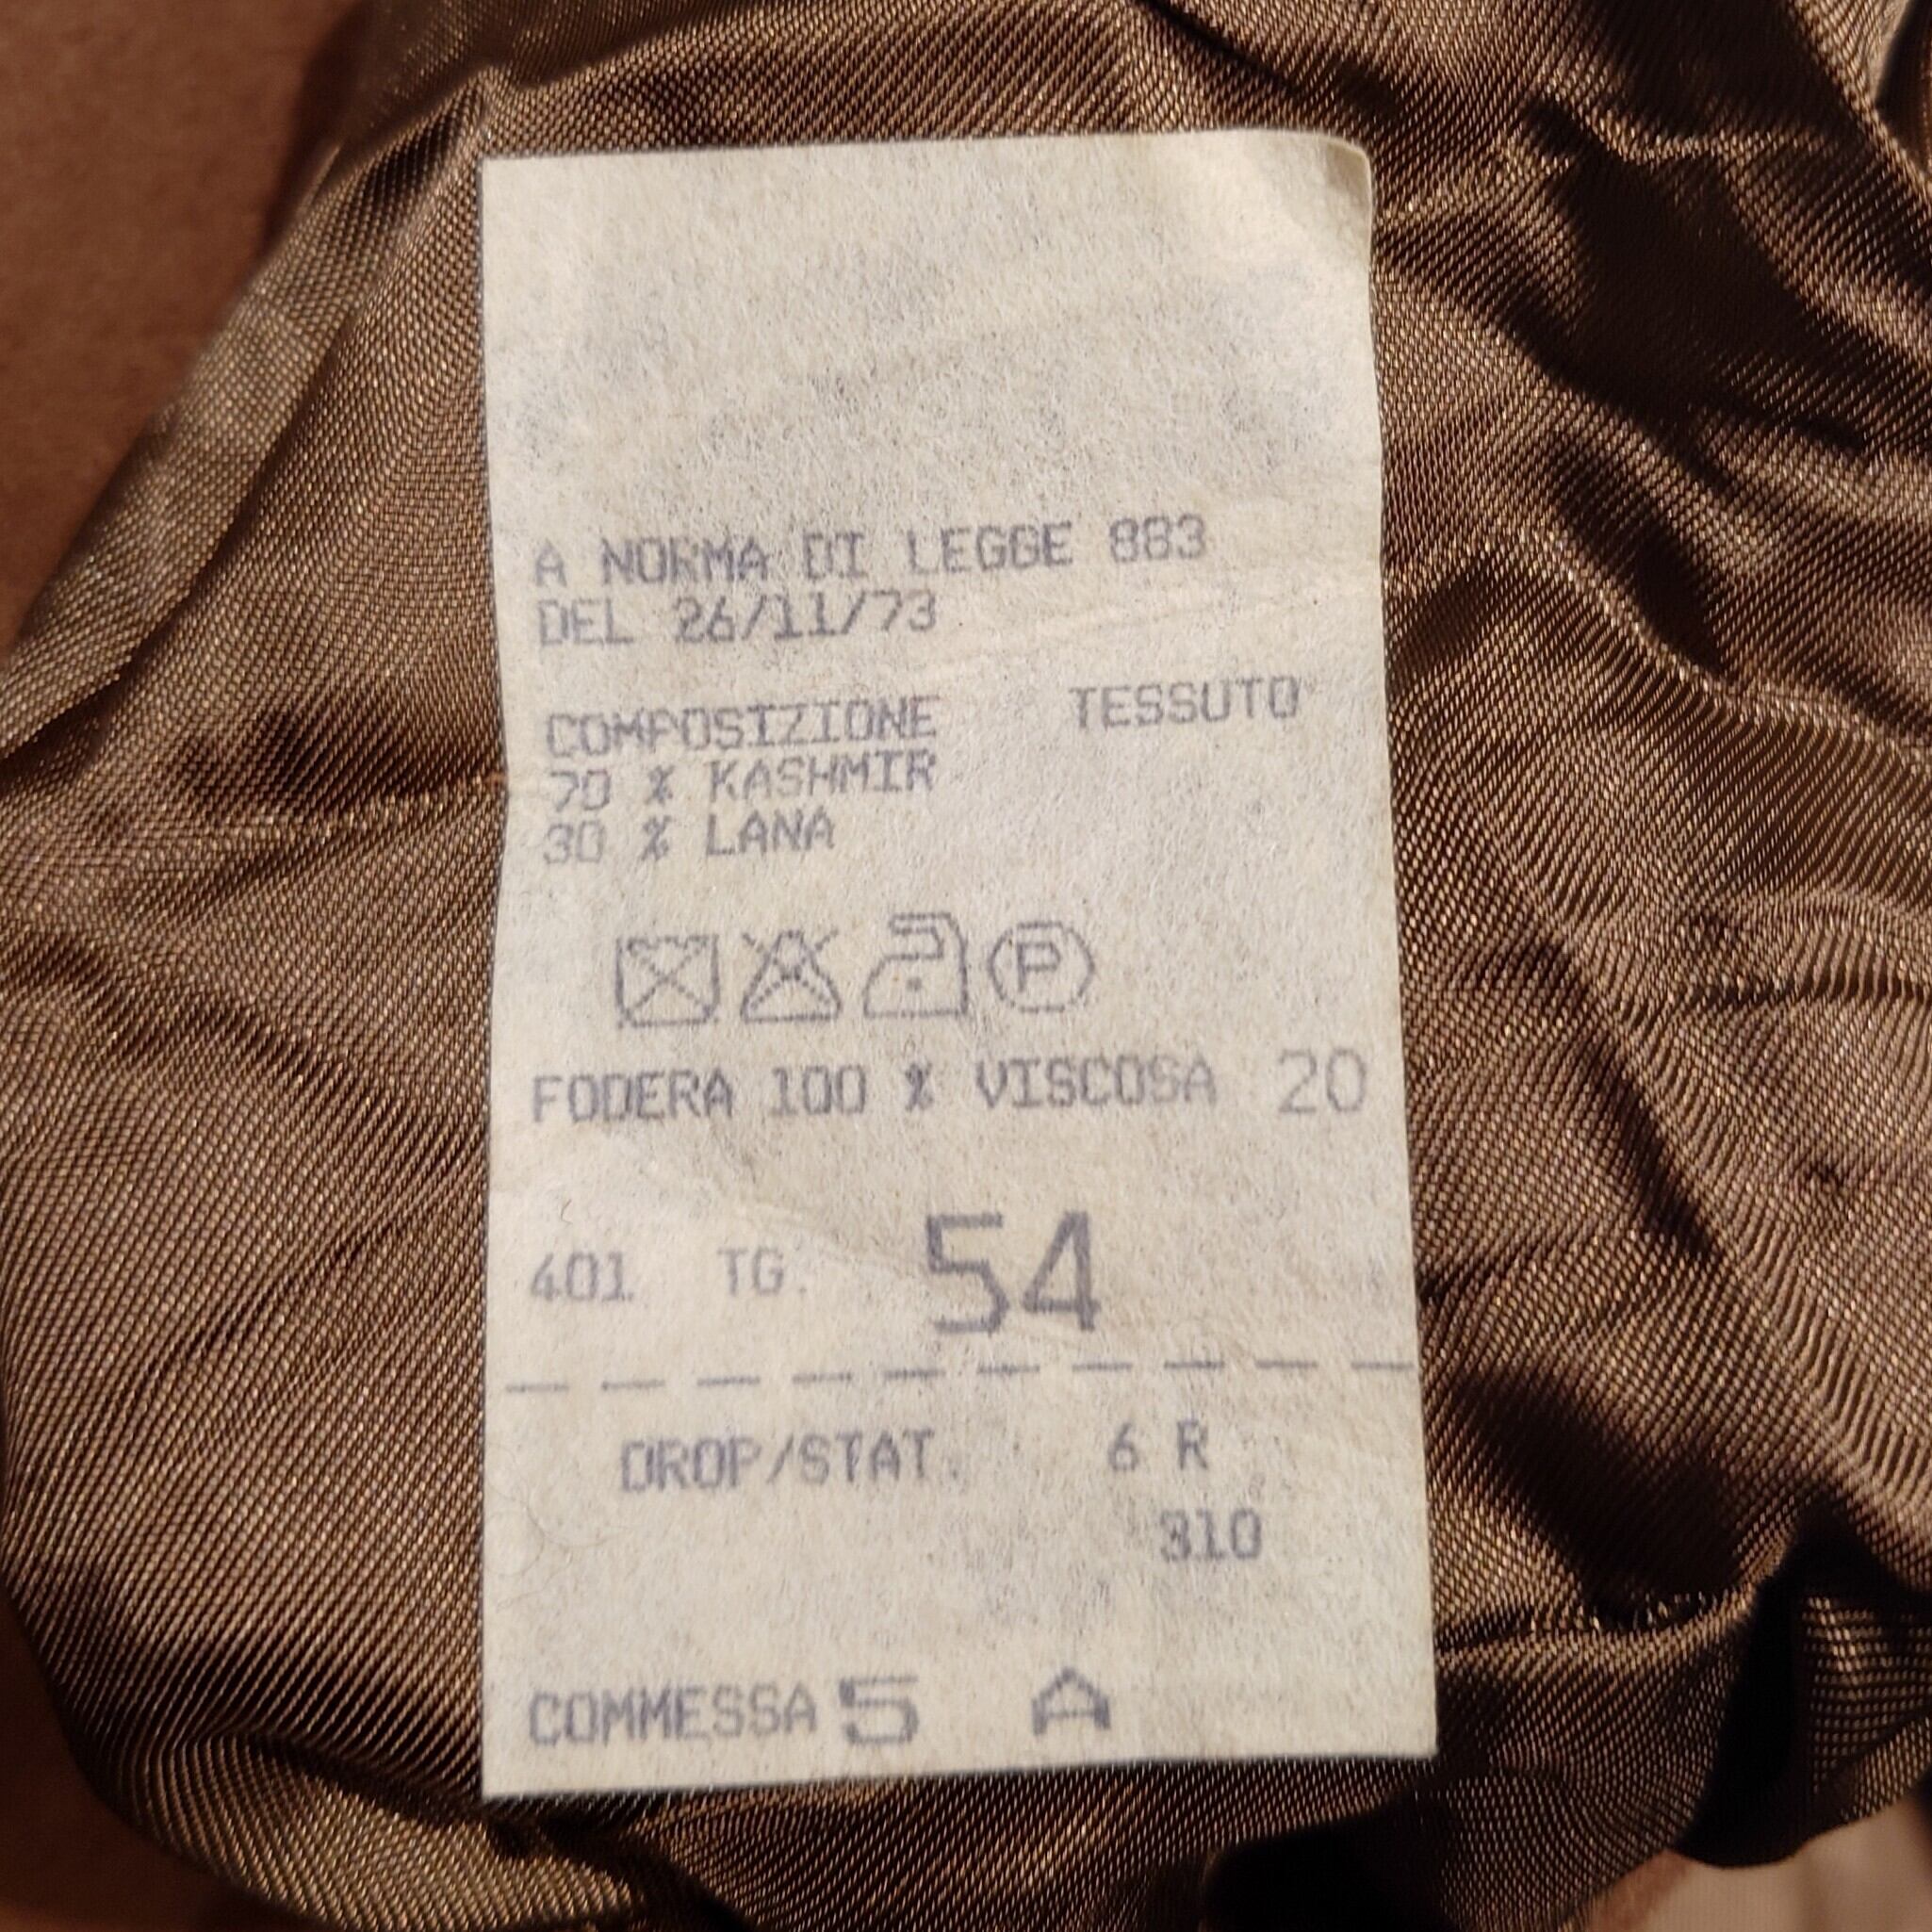 A NORMA DI LEGGE 883
DEL 26/11/73
COMPOSIZIONE TESSUTO
70 % KASHMIR
30 % LANA
P
FODERA 100 % VISCOSA 20
401 TG. 54
DROP/STAT. 6 R
310
COMMESSA 5 A